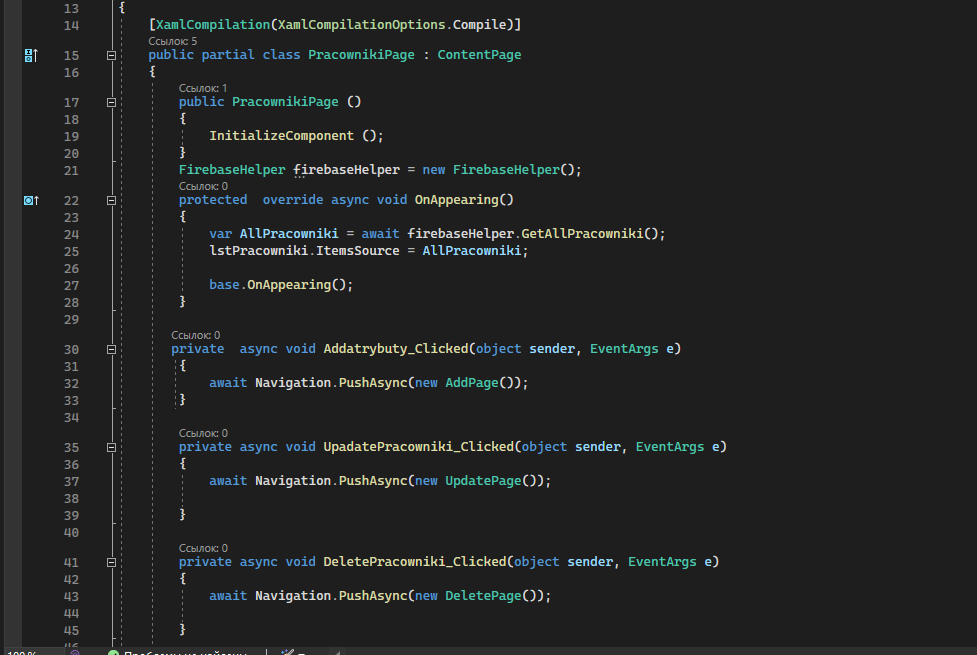 13 {
14 [XamlCompilation(XamlCompilationOptions.Compile)]
Ссылок: 5
15 public partial class PracownikiPage : ContentPage
16 {
Ссылок: 1
17 public PracownikiPage ()
18 {
19 InitializeComponent ();
20 }
21 FirebaseHelper firebaseHelper = new FirebaseHelper();
Ссылок: 0
22 protected  override async void OnAppearing()
23 {
24 var AllPracowniki = await firebaseHelper.GetAllPracowniki();
25 lstPracowniki.ItemsSource = AllPracowniki;
26
27 base.OnAppearing();
28 }
29
Ссылок: 0
30 private  async void Addatrybuty_Clicked(object sender, EventArgs e)
31 {
32 await Navigation.PushAsync(new AddPage());
33 }
34
Ссылок: 0
35 private async void UpadatePracowniki_Clicked(object sender, EventArgs e)
36 {
37 await Navigation.PushAsync(new UpdatePage());
38
39 }
40
Ссылок: 0
41 private async void DeletePracowniki_Clicked(object sender, EventArgs e)
42 {
43 await Navigation.PushAsync(new DeletePage());
44
45 }
46
100 % Проблемы не найдены